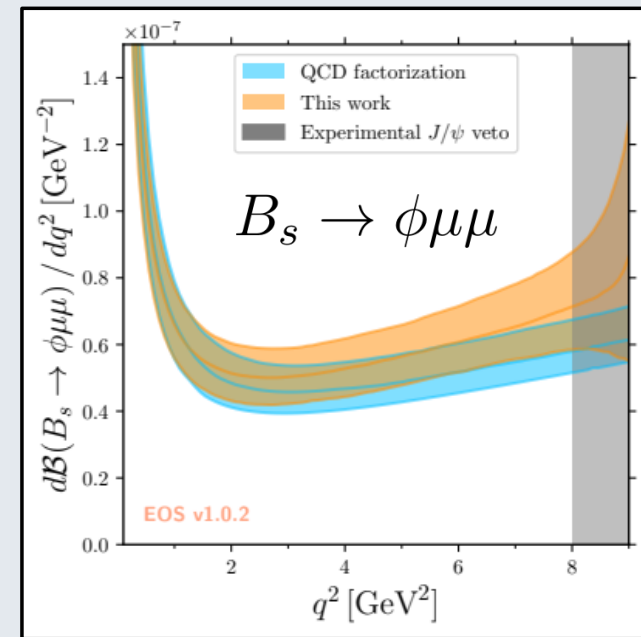 ×10⁻⁷
1.4
1.2
1.0
0.8
0.6
0.4
0.2
0.0
dB(B_s → ϕμμ) / dq² [GeV⁻²]
QCD factorization
This work
Experimental J/ψ veto
B_s → ϕμμ
EOS v1.0.2
2 4 6 8
q² [GeV²]